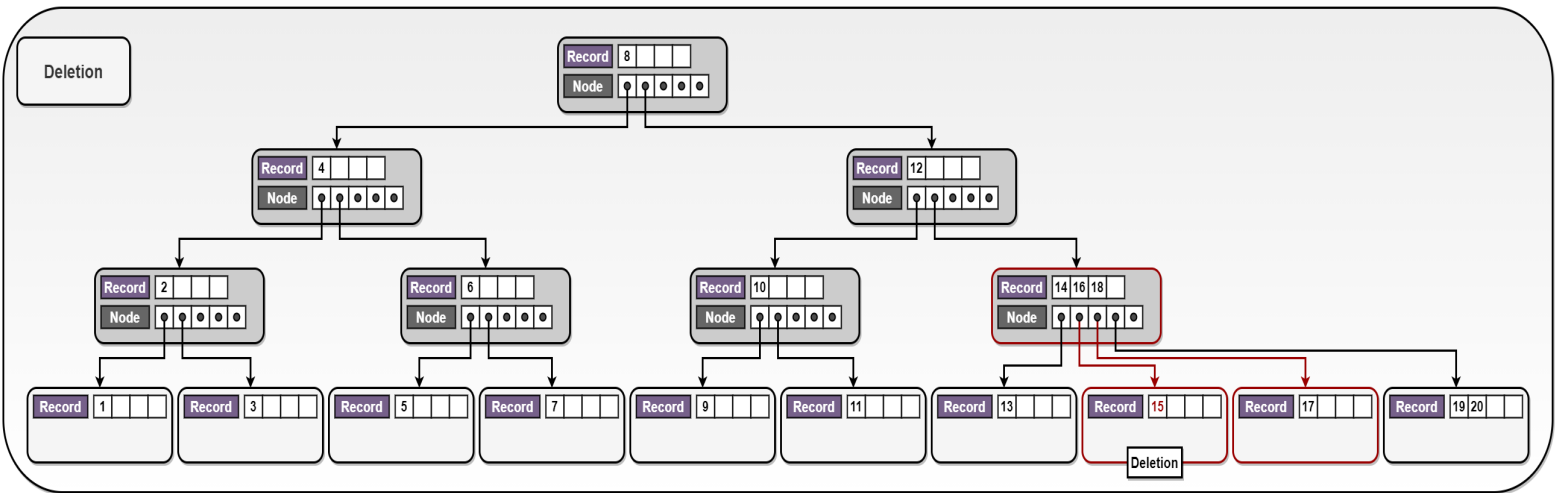 Deletion
Record 8
Node
Record 4
Node
Record 12
Node
Record 2
Node
Record 6
Node
Record 10
Node
Record 14 16 18
Node
Record 1
Record 3
Record 5
Record 7
Record 9
Record 11
Record 13
Record 15
Record 17
Record 19 20
Deletion